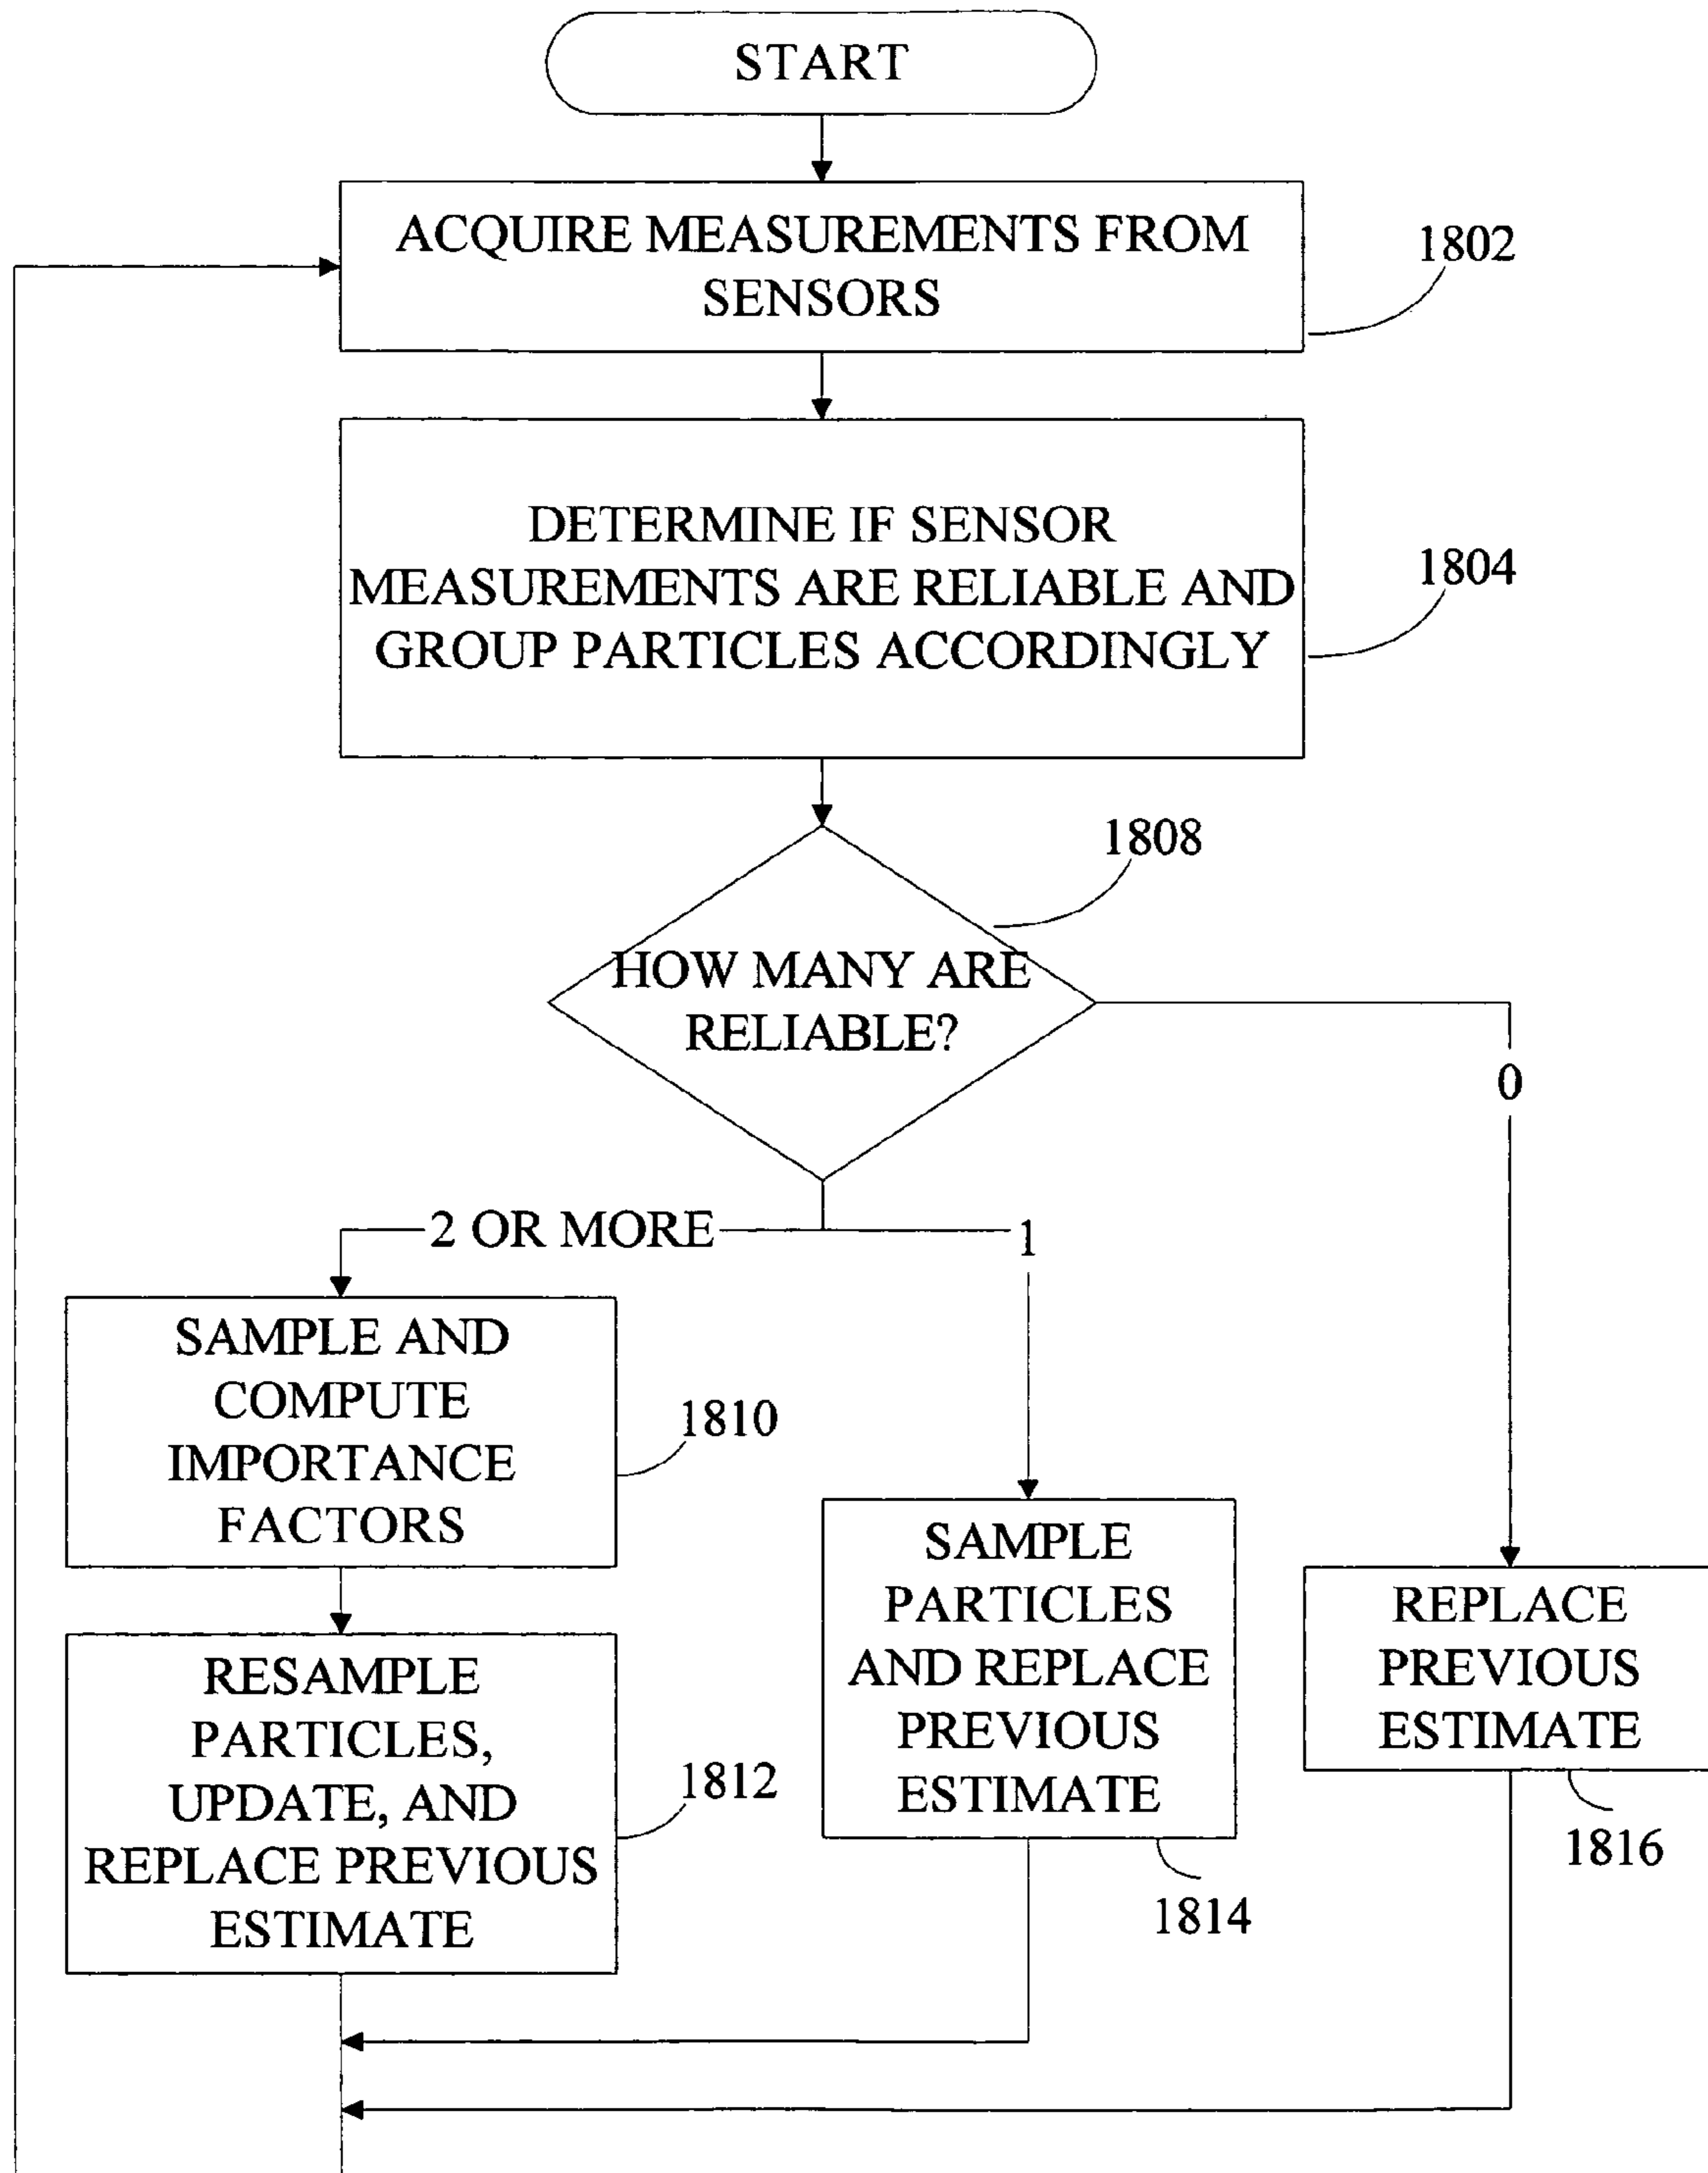 START
ACQUIRE MEASUREMENTS FROM
SENSORS
1802
DETERMINE IF SENSOR
MEASUREMENTS ARE RELIABLE AND
GROUP PARTICLES ACCORDINGLY
1804
1808
HOW MANY ARE
RELIABLE?
0
2 OR MORE
1
SAMPLE AND
COMPUTE
IMPORTANCE
FACTORS
1810
RESAMPLE
PARTICLES,
UPDATE, AND
REPLACE PREVIOUS
ESTIMATE
1812
SAMPLE
PARTICLES
AND REPLACE
PREVIOUS
ESTIMATE
1814
REPLACE
PREVIOUS
ESTIMATE
1816